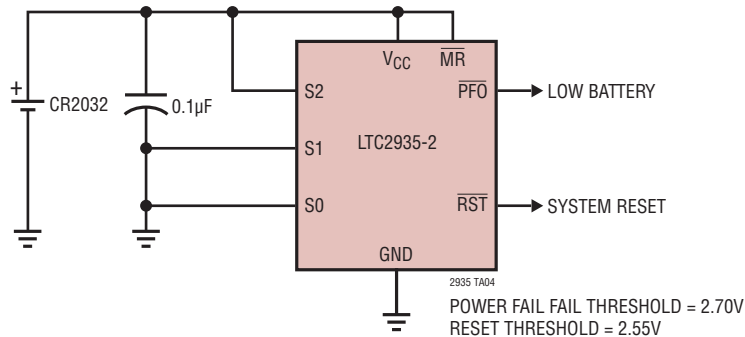 VCC
MR
+
CR2032
0.1µF
S2
PFO
LOW BATTERY
LTC2935-2
S1
S0
RST
SYSTEM RESET
GND
2935 TA04
POWER FAIL FAIL THRESHOLD = 2.70V
RESET THRESHOLD = 2.55V